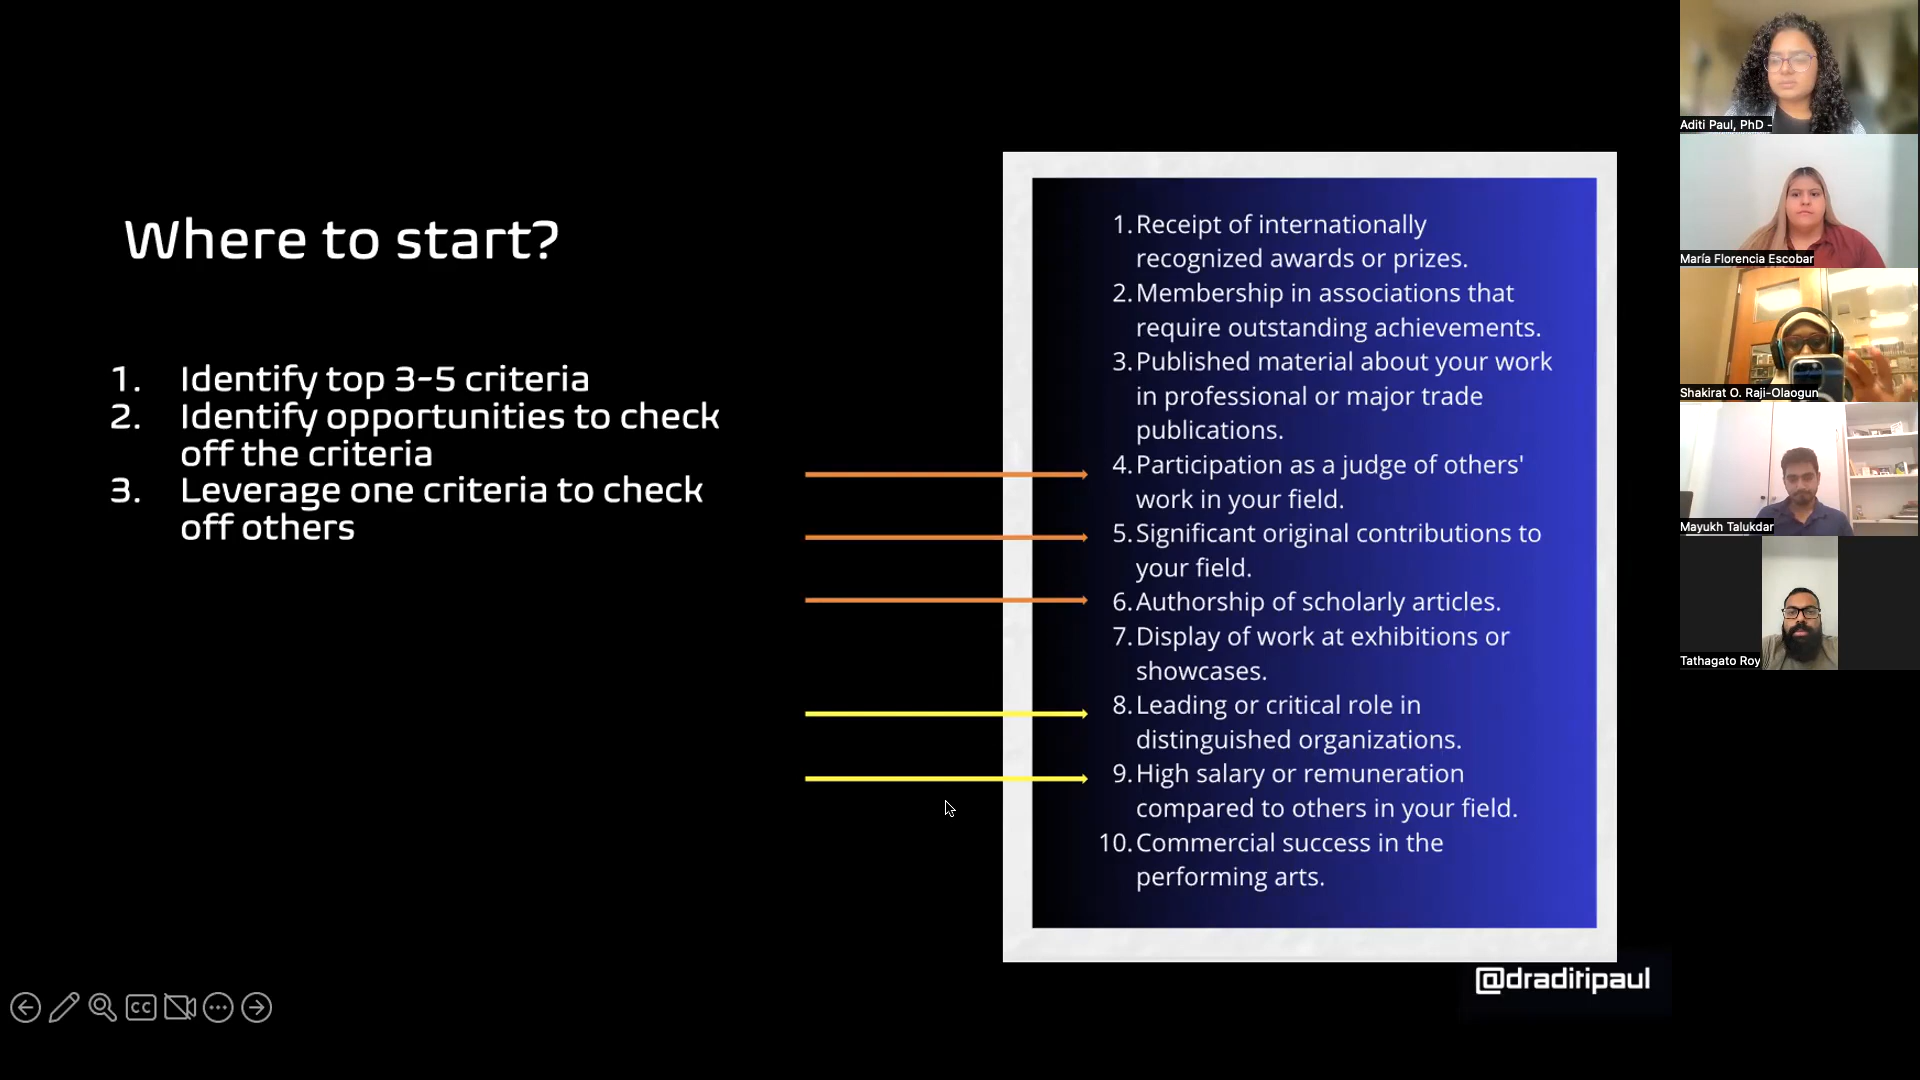 Where to start?
1. Identify top 3-5 criteria
2. Identify opportunities to check
off the criteria
3. Leverage one criteria to check
off others
1. Receipt of internationally
recognized awards or prizes.
2. Membership in associations that
require outstanding achievements.
3. Published material about your work
in professional or major trade
publications.
4. Participation as a judge of others'
work in your field.
5. Significant original contributions to
your field.
6. Authorship of scholarly articles.
7. Display of work at exhibitions or
showcases.
8. Leading or critical role in
distinguished organizations.
9. High salary or remuneration
compared to others in your field.
10. Commercial success in the
performing arts.
@draditipaul
CC
Aditi Paul, PhD -
María Florencia Escobar
Shakirat O. Raji-Olaogun
Mayukh Talukdar
Tathagato Roy